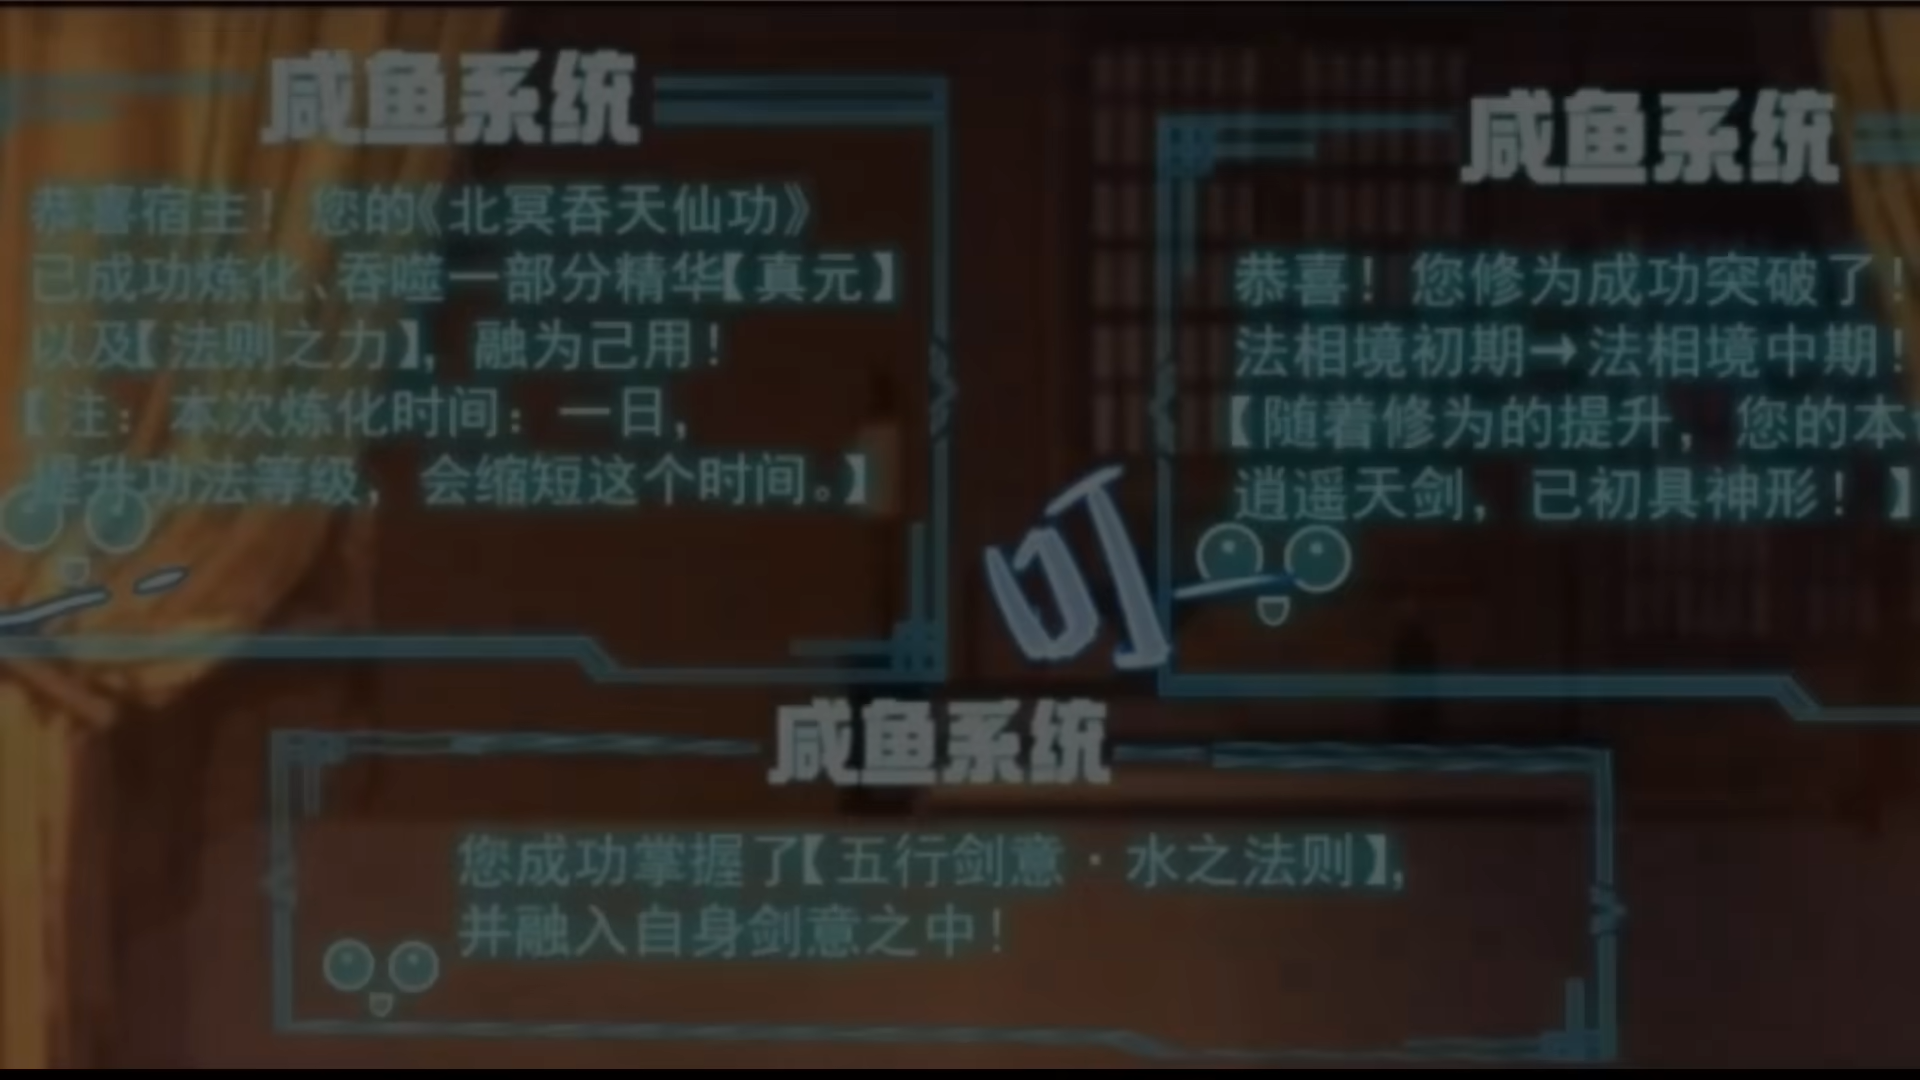 咸鱼系统
恭喜宿主！您的《北冥吞天仙功》
已成功炼化、吞噬一部分精华【真元】
以及【法则之力】，融为己用！
【注：本次炼化时间：一日，
提升功法等级，会缩短这个时间。】
咸鱼系统
恭喜！您修为成功突破了！
法相境初期→法相境中期！
【随着修为的提升，您的本
逍遥天剑，已初具神形！】
叮
咸鱼系统
您成功掌握了【五行剑意·水之法则】，
并融入自身剑意之中！